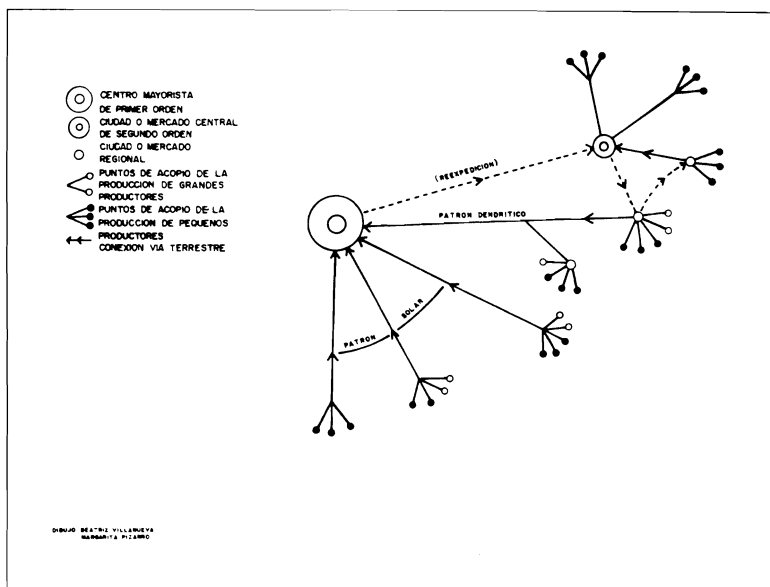 CENTRO MAYORISTA
DE PRIMER ORDEN
CIUDAD O MERCADO CENTRAL
DE SEGUNDO ORDEN
CIUDAD O MERCADO
REGIONAL
PUNTOS DE ACOPIO DE LA
PRODUCCION DE GRANDES
PRODUCTORES
PUNTOS DE ACOPIO DE LA
PRODUCCION DE PEQUENOS
PRODUCTORES
CONEXION VIA TERRESTRE
(REEXPEDICION)
PATRON DENDRITICO
PATRON SOLAR
DIBUJO BEATRIZ VILLANUEVA
MARGARITA PIZARRO